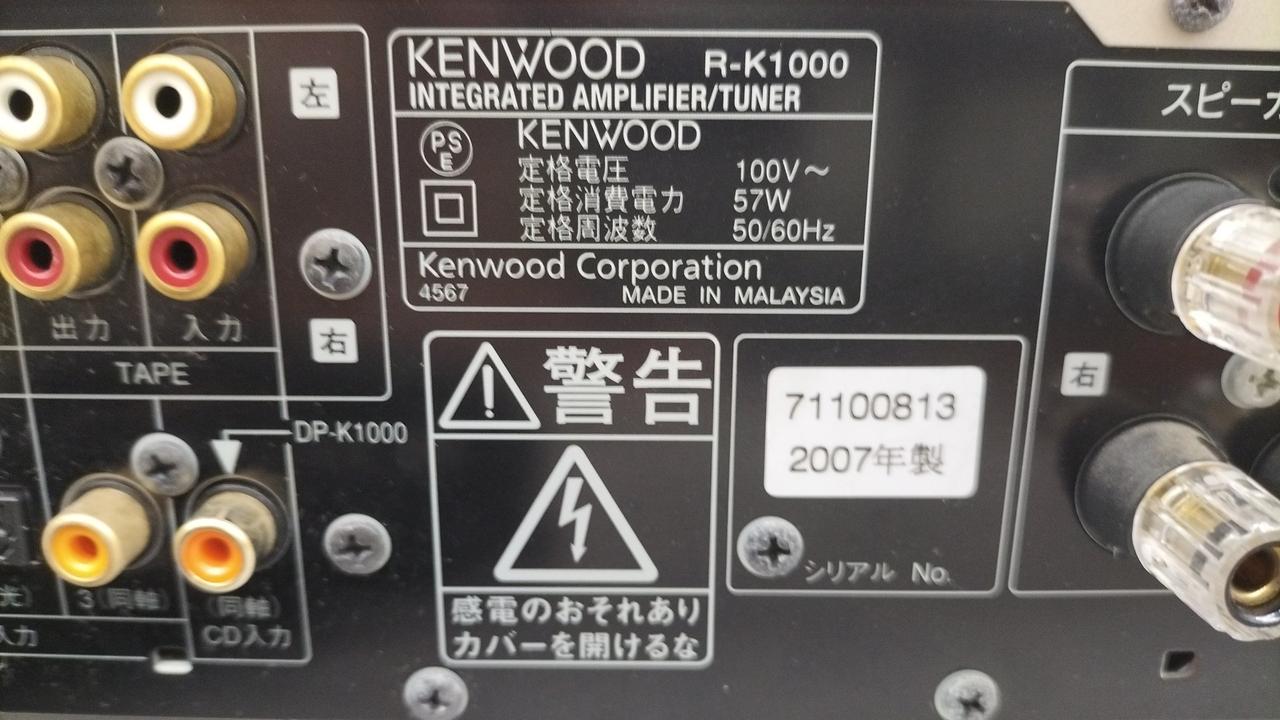 左
KENWOOD R-K1000
INTEGRATED AMPLIFIER/TUNER
PS
E
KENWOOD
定格電圧 100V～
定格消費電力 57W
定格周波数 50/60Hz
Kenwood Corporation
4567 MADE IN MALAYSIA
スピーカ
出力 入力
右
TAPE
DP-K1000
警告
感電のおそれあり
カバーを開けるな
71100813
2007年製
シリアル No.
右
光) 3(同軸) (同軸)
入力 CD入力